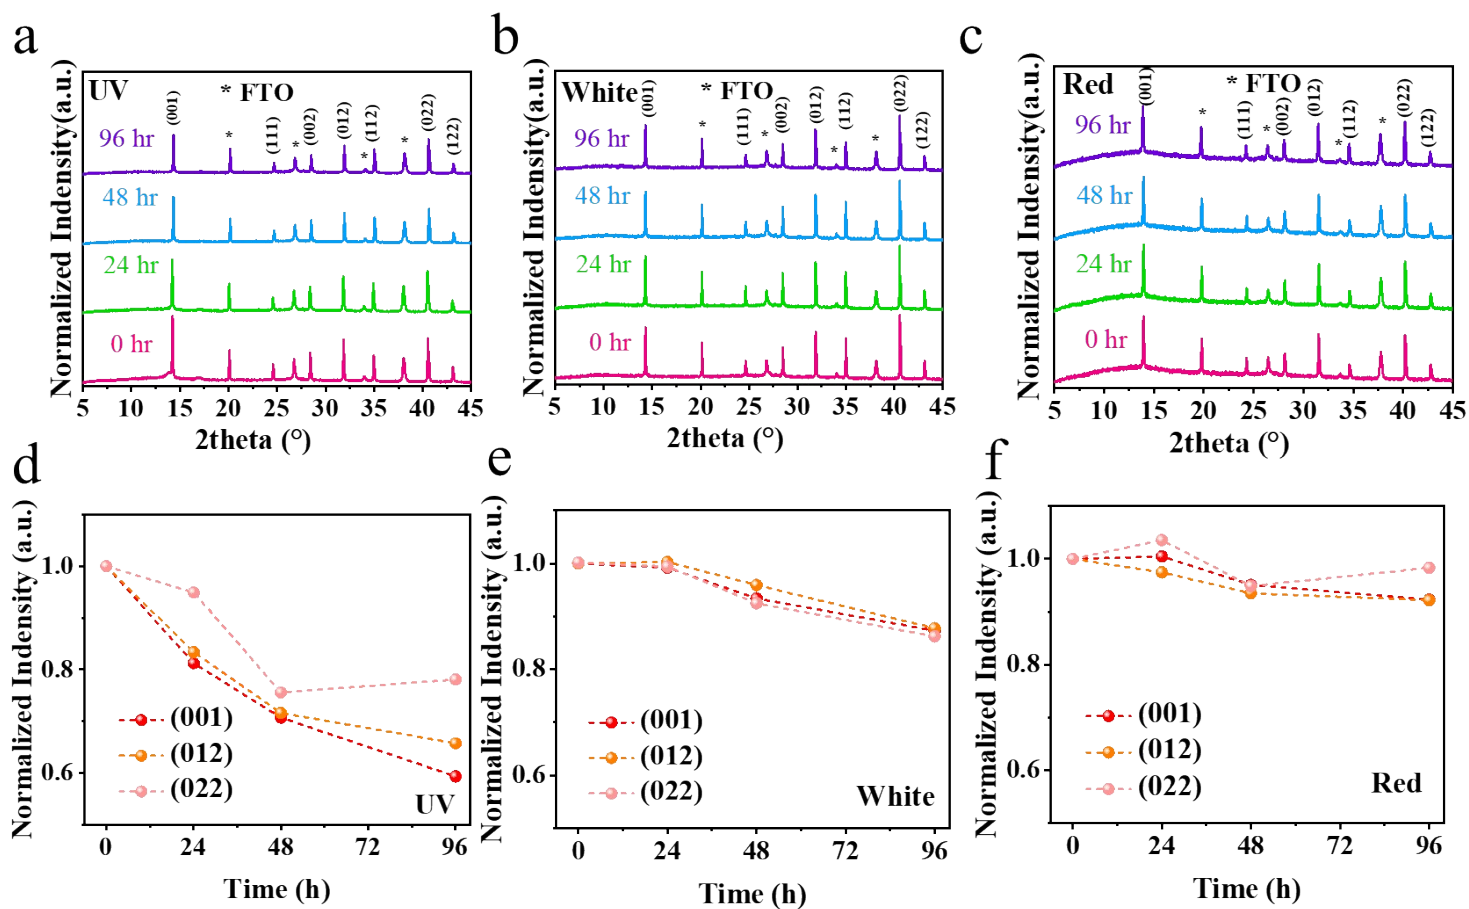 a
Normalized Indensity(a.u.)
UV
* FTO
(001)
*
(111)
*
(002)
(012)
*
(112)
*
(022)
(122)
96 hr
48 hr
24 hr
0 hr
5 10 15 20 25 30 35 40 45
2theta (°)
b
Normalized Indensity(a.u.)
White
* FTO
(001)
*
(111)
*
(002)
(012)
*
(112)
*
(022)
(122)
96 hr
48 hr
24 hr
0 hr
5 10 15 20 25 30 35 40 45
2theta (°)
c
Normalized Indensity(a.u.)
Red
* FTO
(001)
*
(111)
*
(002)
(012)
*
(112)
*
(022)
(122)
96 hr
48 hr
24 hr
0 hr
5 10 15 20 25 30 35 40 45
2theta (°)
d
Normalized Indensity (a.u.)
1.0
0.8
0.6
(001)
(012)
(022)
UV
0 24 48 72 96
Time (h)
e
Normalized Indensity (a.u.)
1.0
0.8
0.6
(001)
(012)
(022)
White
0 24 48 72 96
Time (h)
f
Normalized Indensity (a.u.)
1.0
0.8
0.6
(001)
(012)
(022)
Red
0 24 48 72 96
Time (h)